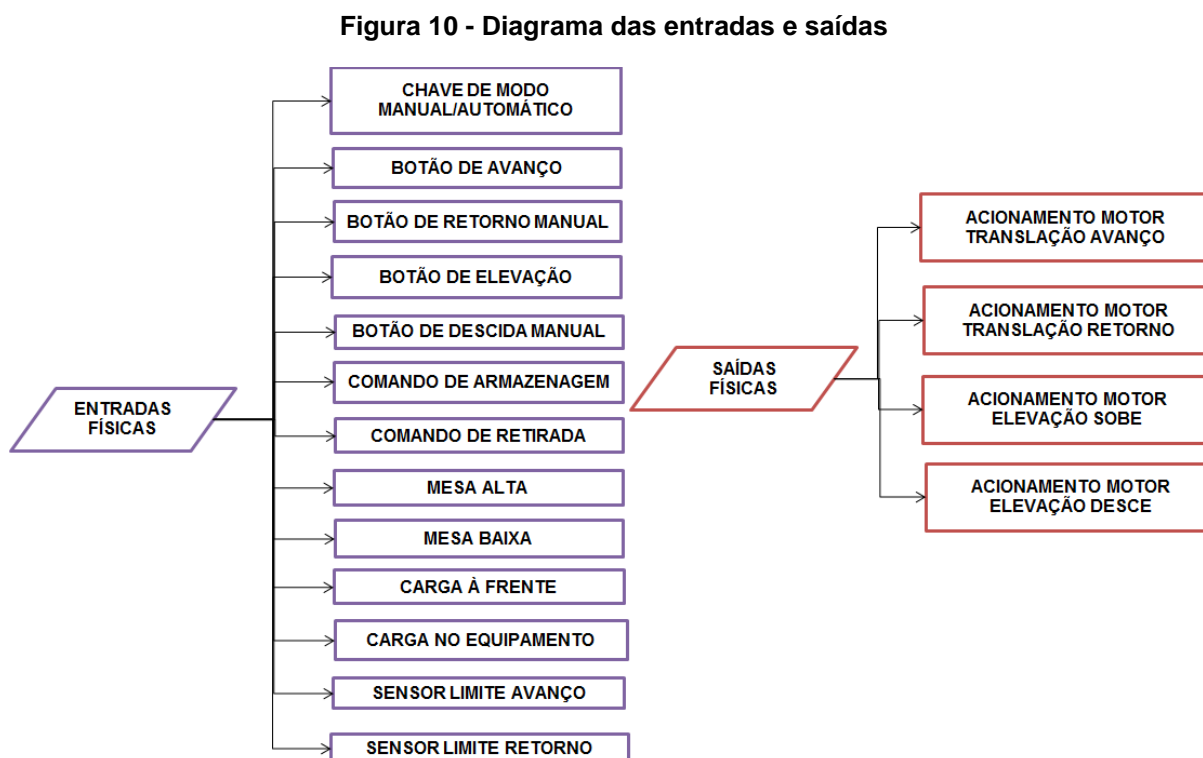 Figura 10 - Diagrama das entradas e saídas
ENTRADAS
FÍSICAS
CHAVE DE MODO
MANUAL/AUTOMÁTICO
BOTÃO DE AVANÇO
BOTÃO DE RETORNO MANUAL
BOTÃO DE ELEVAÇÃO
BOTÃO DE DESCIDA MANUAL
COMANDO DE ARMAZENAGEM
COMANDO DE RETIRADA
MESA ALTA
MESA BAIXA
CARGA À FRENTE
CARGA NO EQUIPAMENTO
SENSOR LIMITE AVANÇO
SENSOR LIMITE RETORNO
SAÍDAS
FÍSICAS
ACIONAMENTO MOTOR
TRANSLAÇÃO AVANÇO
ACIONAMENTO MOTOR
TRANSLAÇÃO RETORNO
ACIONAMENTO MOTOR
ELEVAÇÃO SOBE
ACIONAMENTO MOTOR
ELEVAÇÃO DESCE